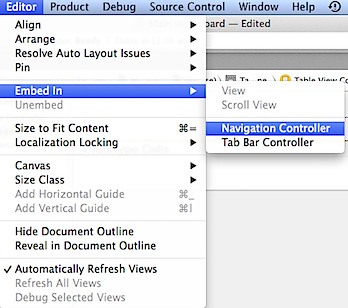 Editor Product Debug Source Control Window Help
Align
Arrange
Resolve Auto Layout Issues
Pin
Embed In
Unembed
Size to Fit Content ⌘=
Localization Locking
Canvas
Size Class
Add Horizontal Guide ⌘_
Add Vertical Guide ⌘|
Hide Document Outline
Reveal in Document Outline
✓ Automatically Refresh Views
Refresh All Views
Debug Selected Views
board — Edited
Ta...ne
Table View Co
View
Scroll View
Navigation Controller
Tab Bar Controller